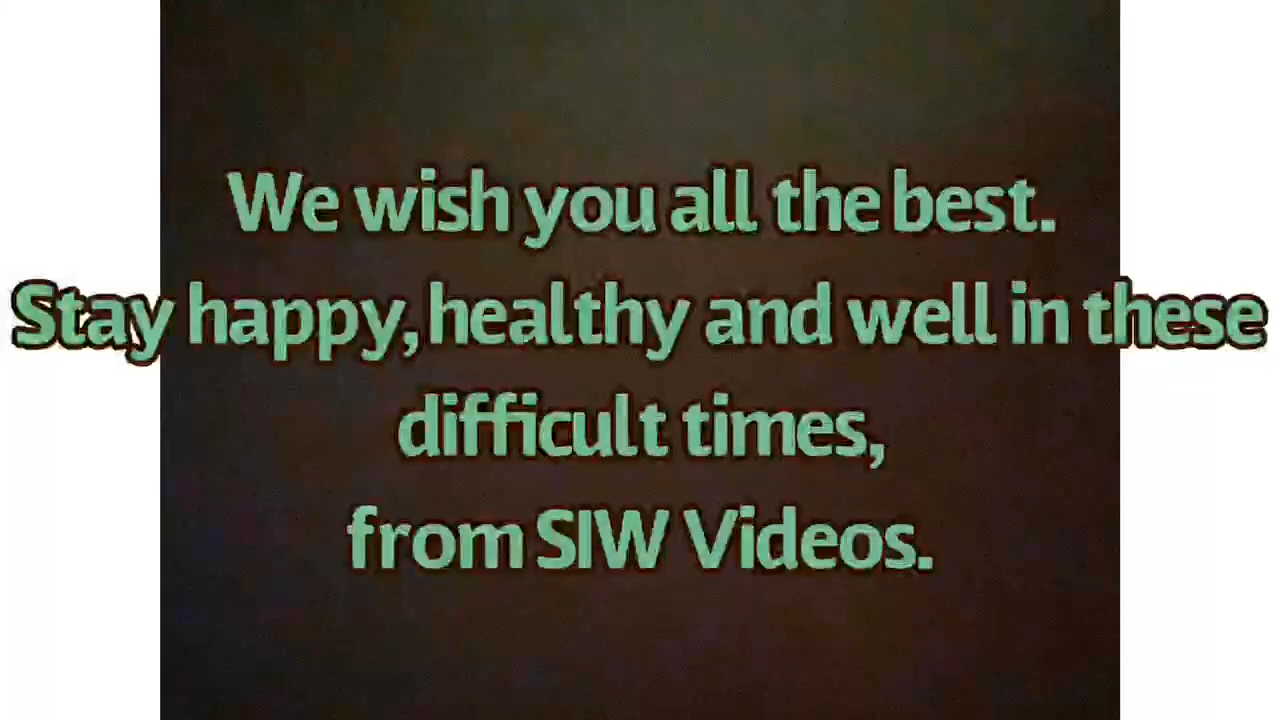 We wish you all the best.
Stay happy, healthy and well in these
difficult times,
from SIW Videos.